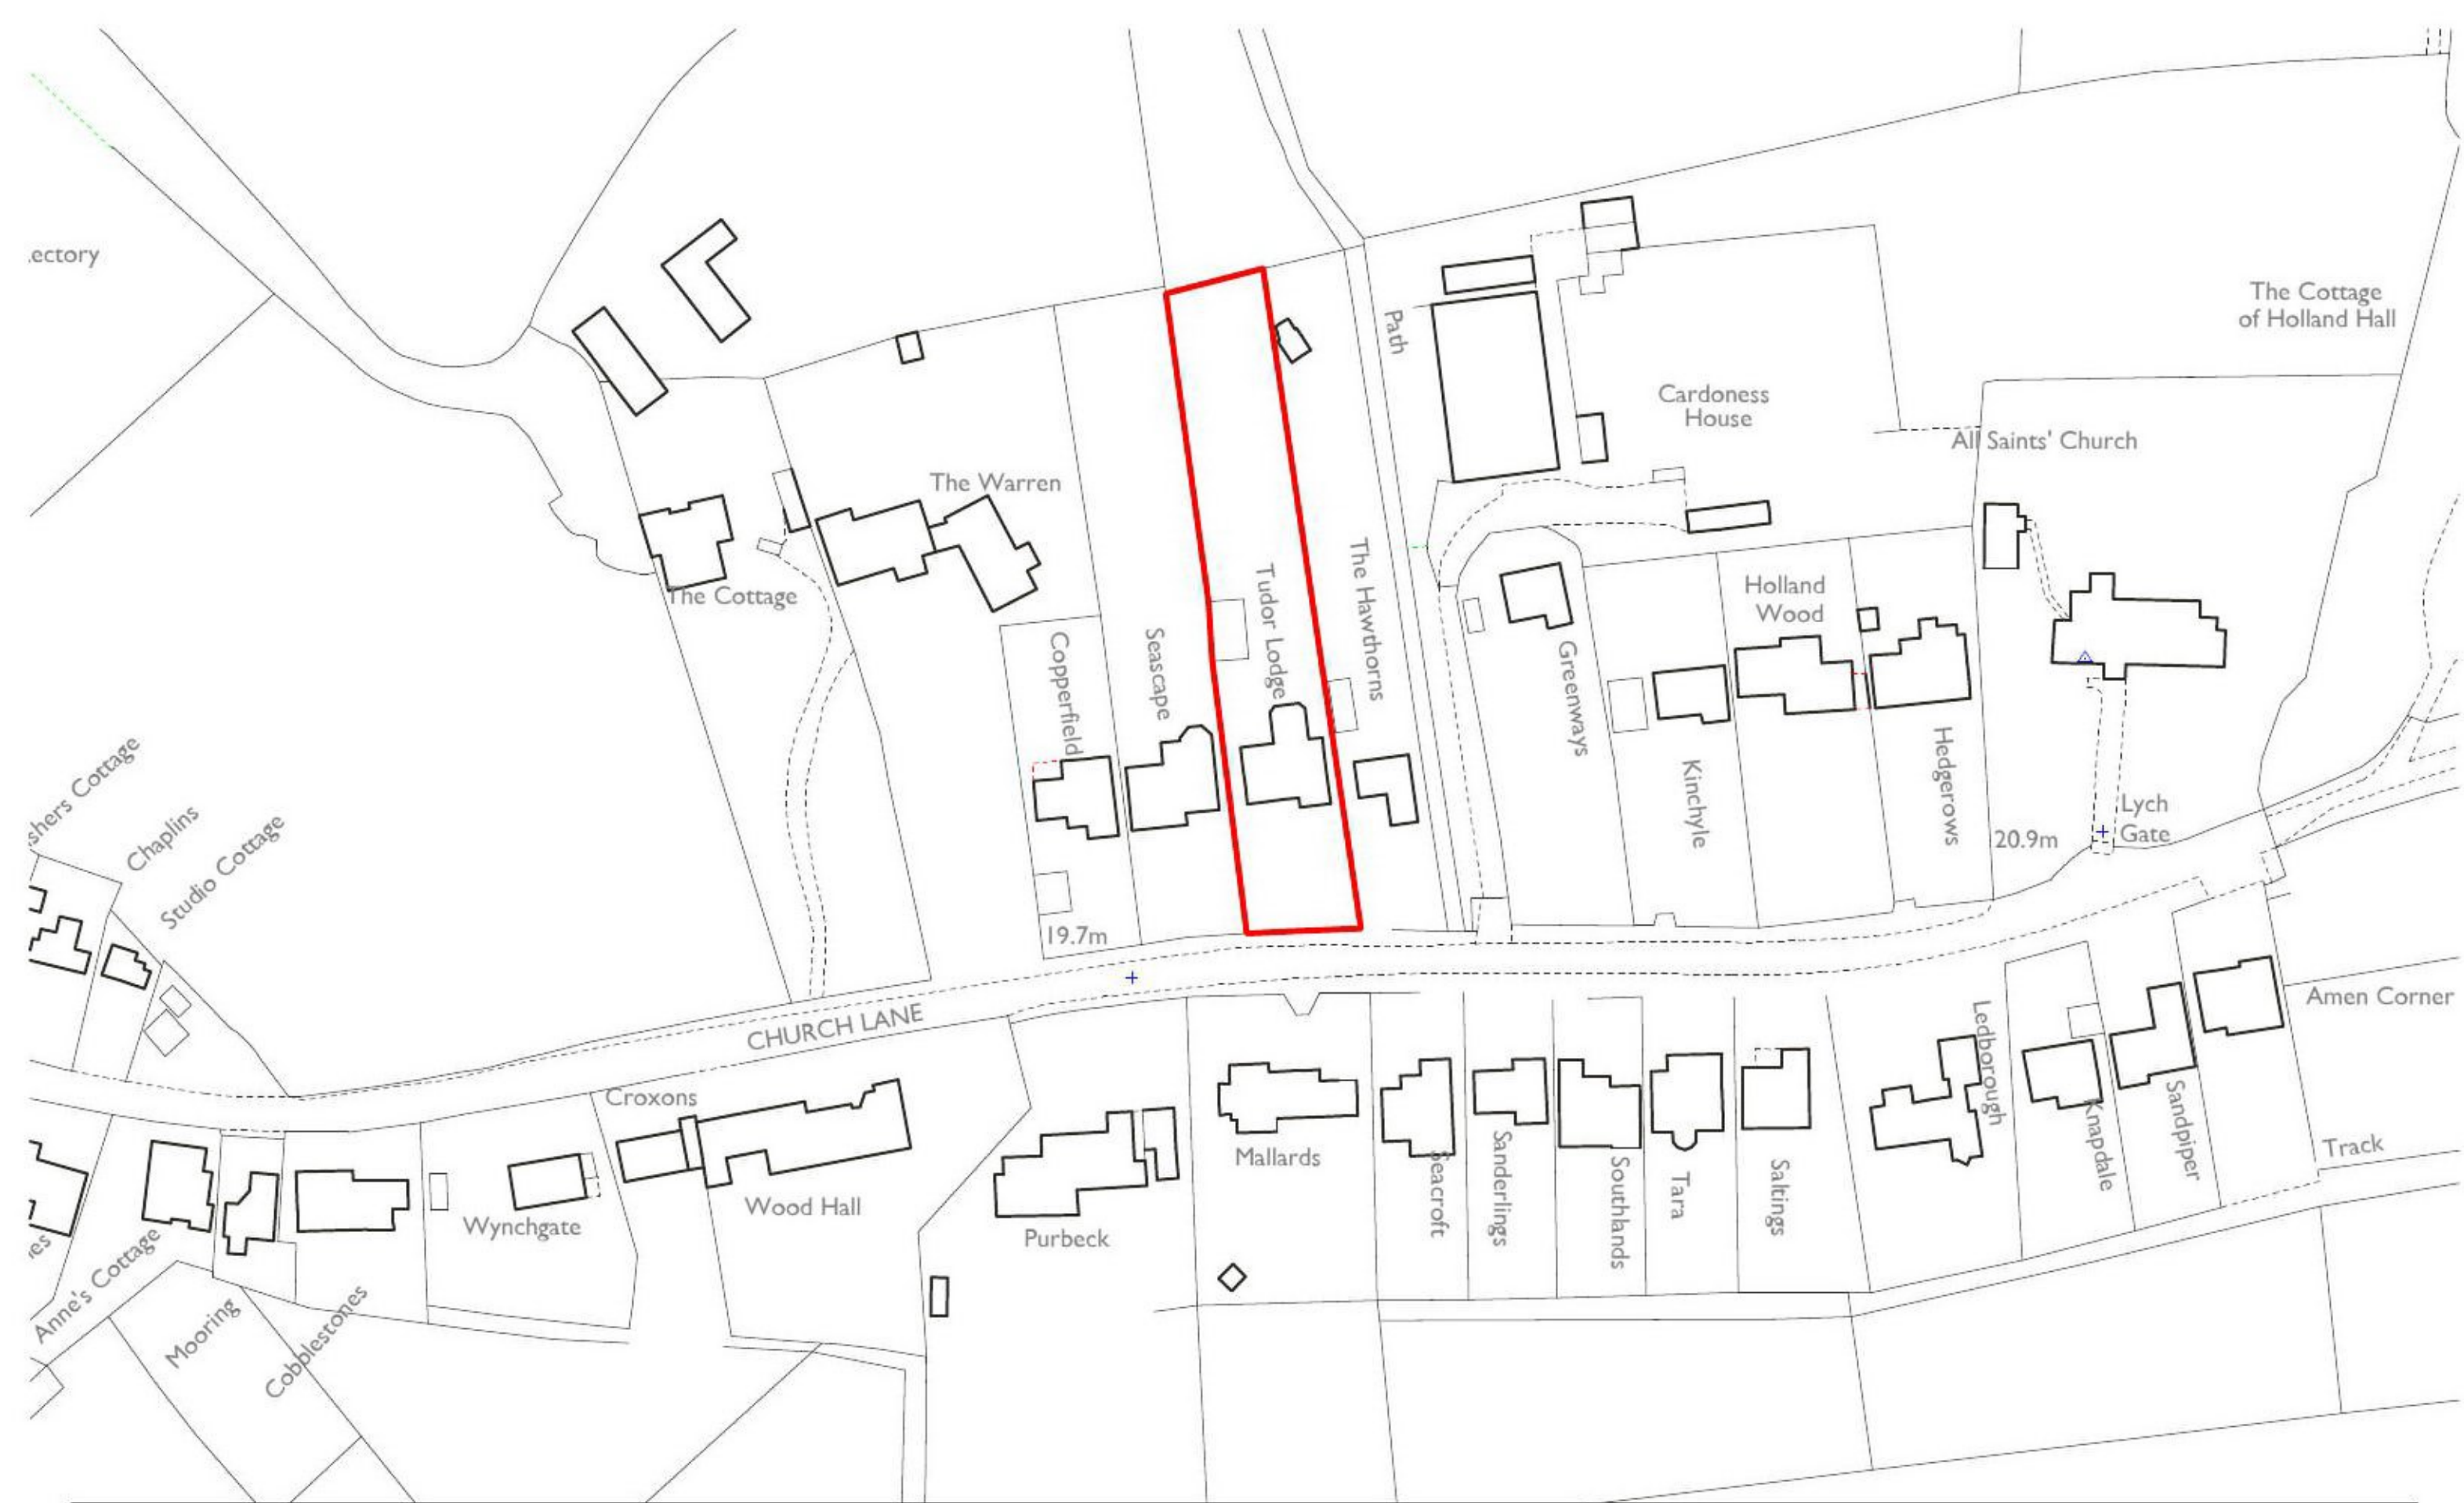 .ectory
The Cottage
of Holland Hall
Path
Cardoness
House
All Saints' Church
The Warren
The Cottage
Tudor Lodge
The Hawthorns
Holland
Wood
Copperfield
Seascape
Greenways
Kinchyle
Hedgerows
20.9m
Lych
Gate
shers Cottage
Chaplins
Studio Cottage
19.7m
CHURCH LANE
Amen Corner
Ledborough
Croxons
Wood Hall
Wynchgate
Purbeck
Mallards
Seacroft
Sanderlings
Southlands
Tara
Saltings
Knapdale
Sandpiper
Track
es
Anne's Cottage
Mooring
Cobblestones